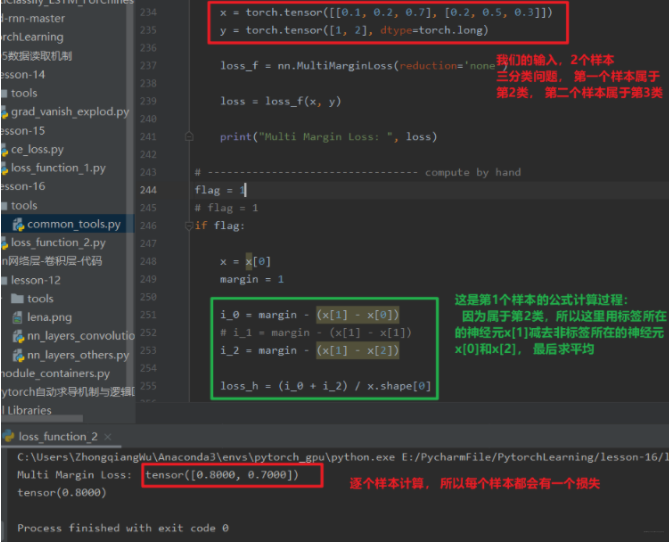 234 x = torch.tensor([[0.1, 0.2, 0.7], [0.2, 0.5, 0.3]])
235 y = torch.tensor([1, 2], dtype=torch.long)
236
237 loss_f = nn.MultiMarginLoss(reduction='none')
238
239 loss = loss_f(x, y)
240
241 print("Multi Margin Loss: ", loss)
242
243 # --------------------------------- compute by hand
244 flag = 1
245 # flag = 1
246 if flag:
247
248 x = x[0]
249 margin = 1
250
251 i_0 = margin - (x[1] - x[0])
252 # i_1 = margin - (x[1] - x[1])
253 i_2 = margin - (x[1] - x[2])
254
255 loss_h = (i_0 + i_2) / x.shape[0]
我们的输入,2个样本
三分类问题, 第一个样本属于
第2类, 第二个样本属于第3类
这是第1个样本的公式计算过程:
因为属于第2类,所以这里用标签所在
的神经元x[1]减去非标签所在的神经元
x[0]和x[2], 最后求平均
d-rnn-master
orchLearning
5数据读取机制
esson-14
tools
grad_vanish_explod.py
esson-15
ce_loss.py
loss_function_1.py
esson-16
tools
common_tools.py
loss_function_2.py
n网络层-卷积层-代码
lesson-12
tools
lena.png
nn_layers_convolutio
nn_layers_others.py
module_containers.py
ytorch自动求导机制与逻辑
l Libraries
loss_function_2 ×
C:\Users\ZhongqiangWu\Anaconda3\envs\pytorch_gpu\python.exe E:/PycharmFile/PytorchLearning/lesson-16/l
Multi Margin Loss: tensor([0.8000, 0.7000])
tensor(0.8000)
逐个样本计算, 所以每个样本都会有一个损失
Process finished with exit code 0